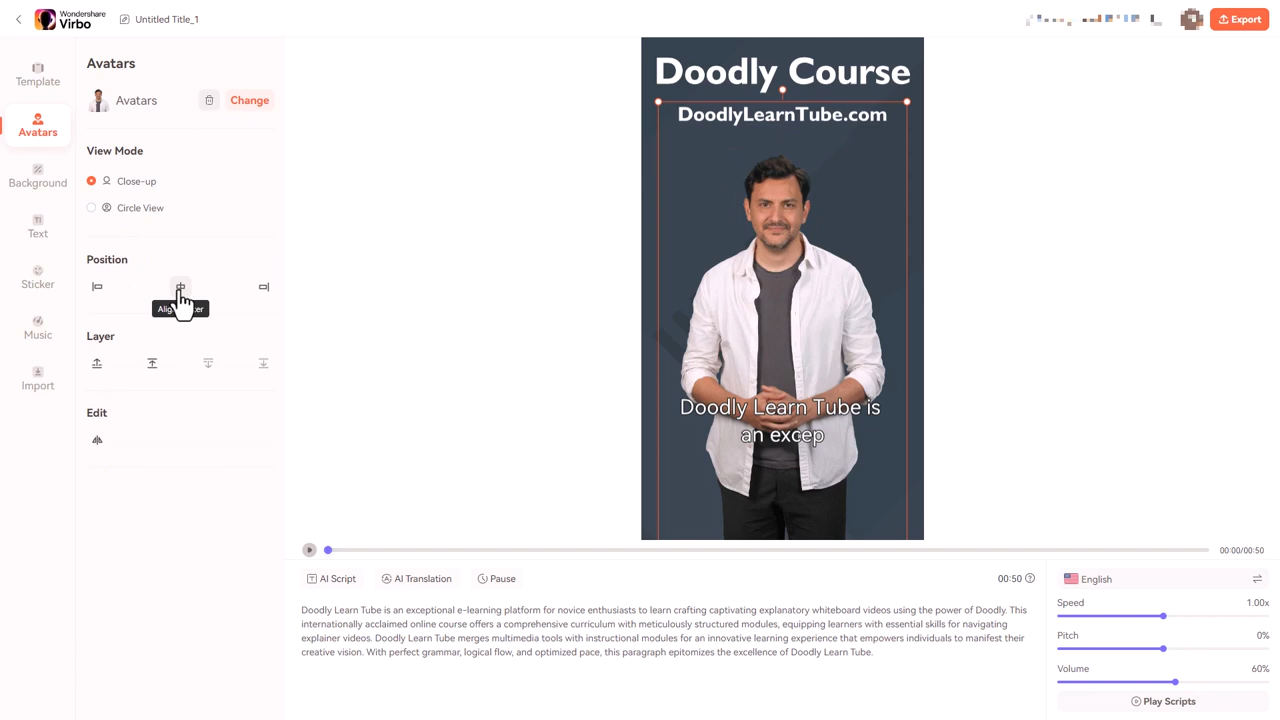 Wondershare
Virbo
Untitled Title_1
Export
Template
Avatars
Background
Text
Sticker
Music
Import
Avatars
Avatars
Change
View Mode
Close-up
Circle View
Position
Layer
Edit
Doodly Course
DoodlyLearnTube.com
Doodly Learn Tube is
an excep
00:00/00:50
AI Script
AI Translation
Pause
00:50
Doodly Learn Tube is an exceptional e-learning platform for novice enthusiasts to learn crafting captivating explanatory whiteboard videos using the power of Doodly. This
internationally acclaimed online course offers a comprehensive curriculum with meticulously structured modules, equipping learners with essential skills for navigating
explainer videos. Doodly Learn Tube merges multimedia tools with instructional modules for an innovative learning experience that empowers individuals to manifest their
creative vision. With perfect grammar, logical flow, and optimized pace, this paragraph epitomizes the excellence of Doodly Learn Tube.
English
Speed 1.00x
Pitch 0%
Volume 60%
Play Scripts